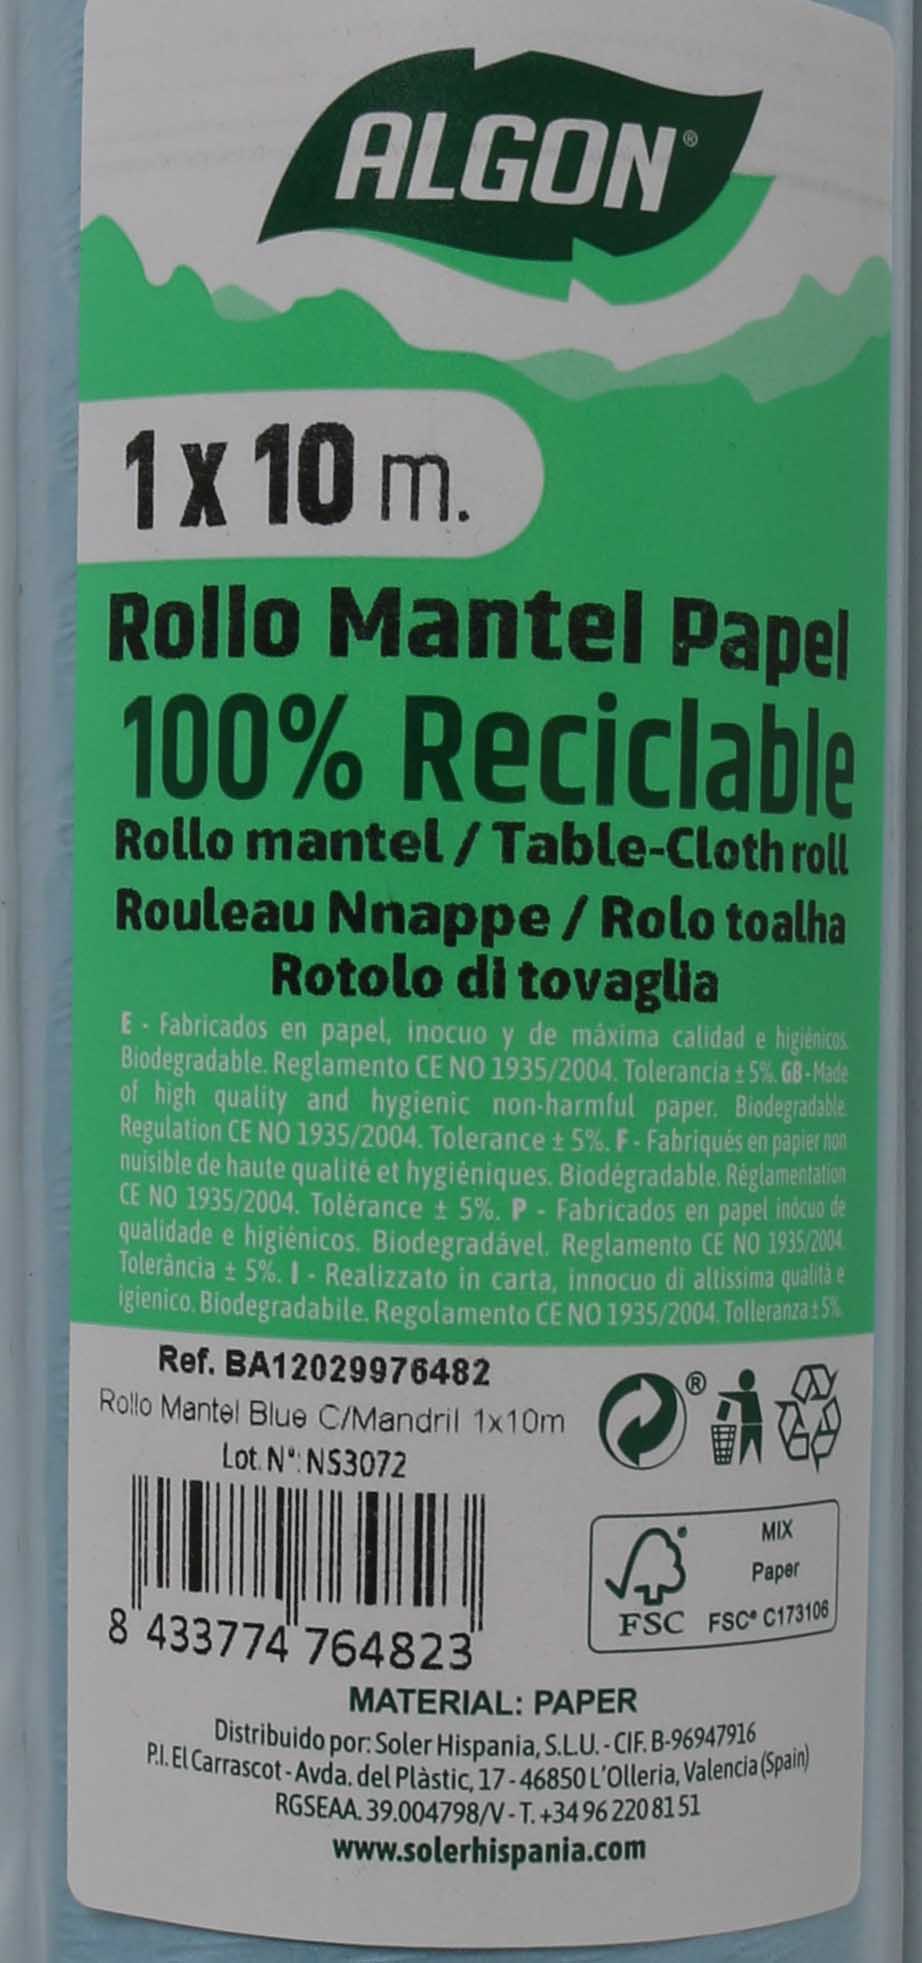 ALGON®
1 x 10 m.
Rollo Mantel Papel
100% Reciclable
Rollo mantel / Table-Cloth roll
Rouleau Nnappe / Rolo toalha
Rotolo di tovaglia
E - Fabricados en papel, inocuo y de máxima calidad e higiénicos.
Biodegradable. Reglamento CE NO 1935/2004. Tolerancia ± 5%. GB - Made
of high quality and hygienic non-harmful paper. Biodegradable.
Regulation CE NO 1935/2004. Tolerance ± 5%. F - Fabriqués en papier non
nuisible de haute qualité et hygiéniques. Biodégradable. Réglamentation
CE NO 1935/2004. Tolérance ± 5%. P - Fabricados en papel inócuo de
qualidade e higiénicos. Biodegradável. Reglamento CE NO 1935/2004.
Tolerância ± 5%. I - Realizzato in carta, innocuo di altissima qualità e
igienico. Biodegradabile. Regolamento CE NO 1935/2004. Tolleranza ± 5%.
Ref. BA12029976482
Rollo Mantel Blue C/Mandril 1x10m
Lot. Nº: NS3072
®
8 433774 764823
MIX
Paper
FSC FSC® C173106
MATERIAL: PAPER
Distribuido por: Soler Hispania, S.L.U. - CIF. B-96947916
P.I. El Carrascot - Avda. del Plàstic, 17 - 46850 L'Olleria, Valencia (Spain)
RGSEAA. 39.004798/V - T. +34 96 220 81 51
www.solerhispania.com